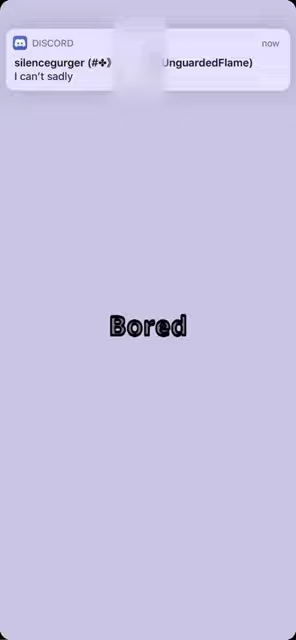 DISCORD now
silencegurger (#✤》 UnguardedFlame)
I can't sadly
Bored